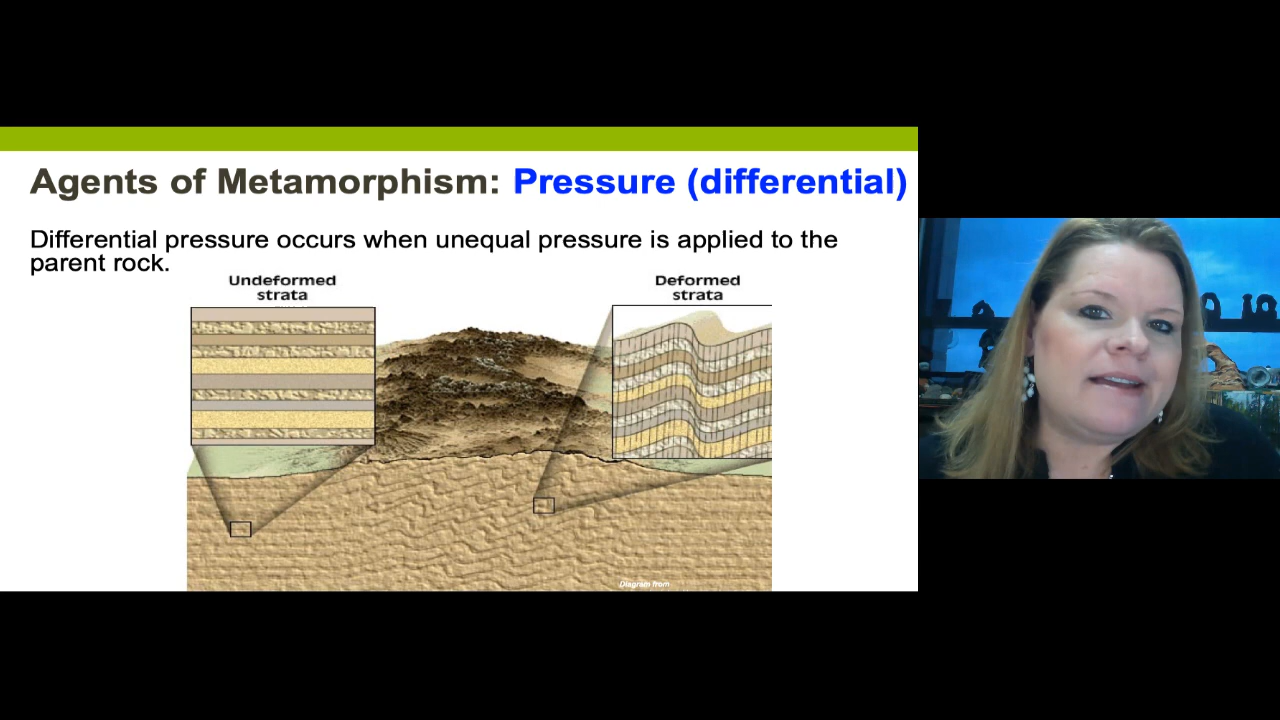 Agents of Metamorphism: Pressure (differential)
Differential pressure occurs when unequal pressure is applied to the
parent rock.
Undeformed
strata
Deformed
strata
Diagram from